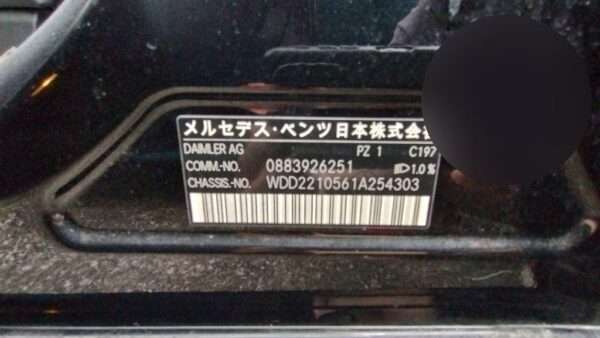 メルセデス・ベンツ日本株式会
DAIMLER AG PZ 1 C197
COMM.-NO. 0883926251 1.0%
CHASSIS.-NO. WDD2210561A254303